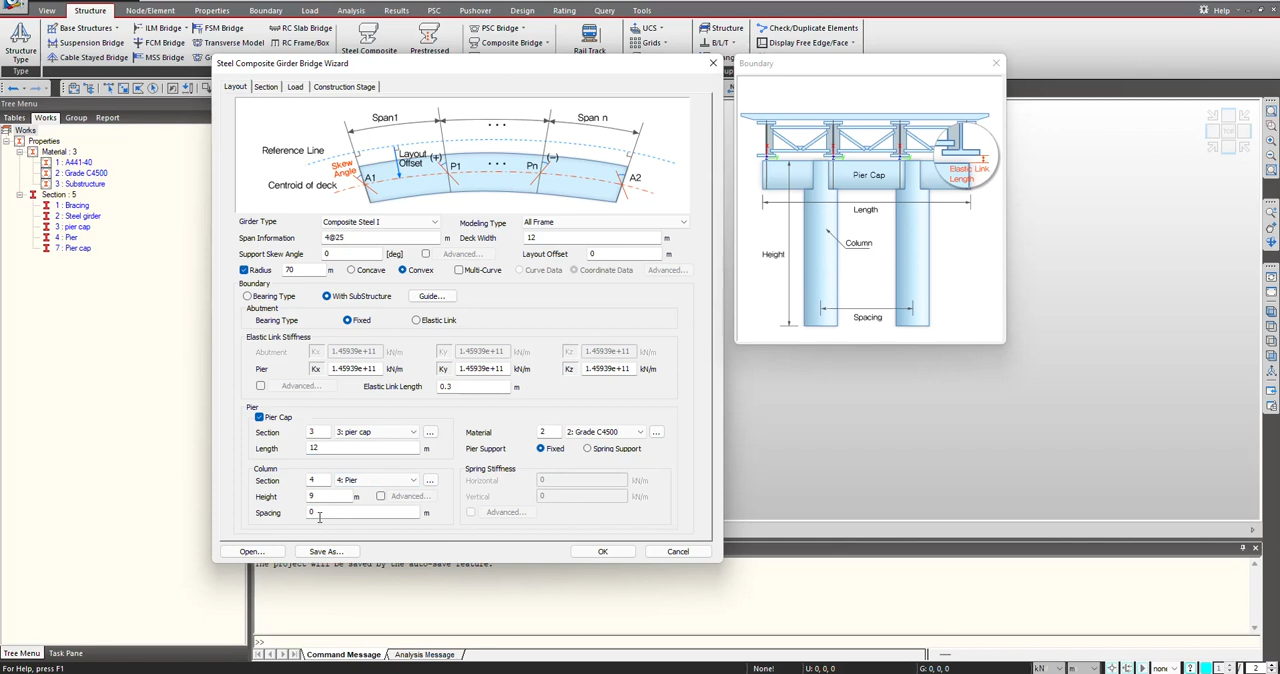 View Structure Node/Element Properties Boundary Load Analysis Results PSC Pushover Design Rating Query Tools Help
Structure Type
Type
Base Structures
Suspension Bridge
Cable Stayed Bridge
ILM Bridge
FCM Bridge
MSS Bridge
FSM Bridge
Transverse Model
RC Slab Bridge
RC Frame/Box
Steel Composite
Prestressed
PSC Bridge
Composite Bridge
Rail Track
UCS
Grids
Structure
B/L/T
Check/Duplicate Elements
Display Free Edge/Face
Tree Menu
Tables Works Group Report
Works
Properties
Material : 3
1 : A441-40
2 : Grade C4500
3 : Substructure
Section : 5
1 : Bracing
2 : Steel girder
3 : pier cap
4 : Pier
7 : Pier cap
Steel Composite Girder Bridge Wizard
Layout Section Load Construction Stage
Span1 • • • Span n
Reference Line
Layout Offset (+) (−)
Skew Angle
A1 P1 • • • Pn A2
Centroid of deck
Girder Type Composite Steel I Modeling Type All Frame
Span Information 4@25 m Deck Width 12 m
Support Skew Angle 0 [deg] Advanced... Layout Offset 0 m
Radius 70 m Concave Convex Multi-Curve Curve Data Coordinate Data Advanced...
Boundary
Bearing Type With SubStructure Guide...
Abutment
Bearing Type Fixed Elastic Link
Elastic Link Stiffness
Abutment Kx 1.45939e+11 kN/m Ky 1.45939e+11 kN/m Kz 1.45939e+11 kN/m
Pier Kx 1.45939e+11 kN/m Ky 1.45939e+11 kN/m Kz 1.45939e+11 kN/m
Advanced... Elastic Link Length 0.3 m
Pier
Pier Cap
Section 3 3: pier cap ... Material 2 2: Grade C4500 ...
Length 12 m Pier Support Fixed Spring Support
Column Spring Stiffness
Section 4 4: Pier ... Horizontal 0 kN/m
Height 9 m Advanced... Vertical 0 kN/m
Spacing 0 m Advanced...
Open... Save As... OK Cancel
Boundary
Elastic Link Length
Pier Cap
Length
Column
Height
Spacing
TOP
The project will be saved by the auto-save feature.
>>
Tree Menu Task Pane
Command Message Analysis Message
For Help, press F1 None! U: 0, 0, 0 G: 0, 0, 0 kN m none 1 / 2